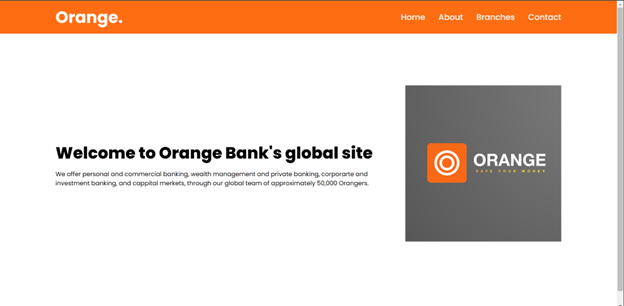 Orange.
Home About Branches Contact
Welcome to Orange Bank's global site
We offer personal and commercial banking, wealth management and private banking, corporarte and
investment banking, and cappital markets, through our global team of approximately 50,000 Orangers.
ORANGE
SAVE YOUR MONEY